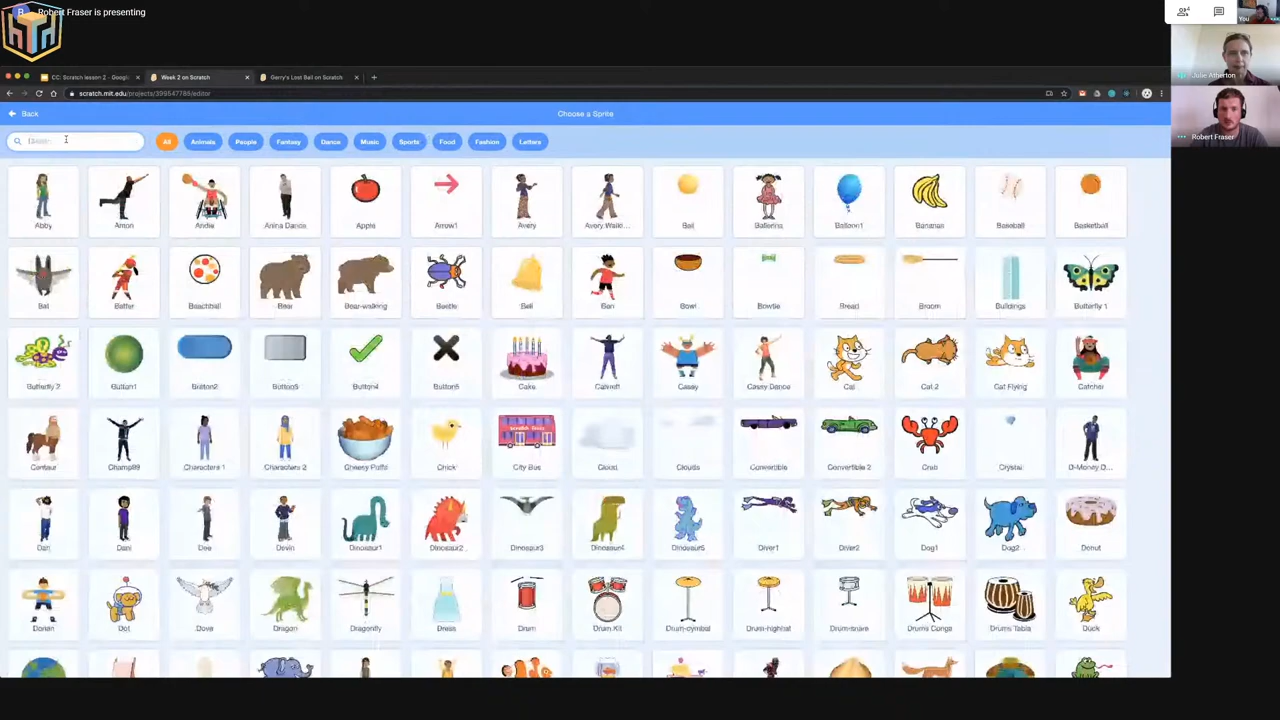 Robert Fraser is presenting
4
You
CC: Scratch lesson 2 - Google
Week 2 on Scratch
Gerry's Lost Ball on Scratch
scratch.mit.edu/projects/399547789/editor
Julie Atherton
Robert Fraser
Back
Choose a Sprite
Search
All
Animals
People
Fantasy
Dance
Music
Sports
Food
Fashion
Letters
Abby
Amon
Andie
Anina Dance
Apple
Arrow1
Avery
Avery Walki...
Ball
Ballerina
Balloon1
Bananas
Baseball
Basketball
Bat
Batter
Beachball
Bear
Bear-walking
Beetle
Bell
Ben
Bowl
Bowtie
Bread
Broom
Buildings
Butterfly 1
Butterfly 2
Button1
Button2
Button3
Button4
Button5
Cake
Calvrett
Casey
Cassy Dance
Cat
Cat 2
Cat Flying
Catcher
Centaur
Champ99
Characters 1
Characters 2
Cheesy Puffs
Chick
City Bus
Cloud
Clouds
Convertible
Convertible 2
Crab
Crystal
D-Money D...
Dan
Dani
Dee
Devin
Dinosaur1
Dinosaur2
Dinosaur3
Dinosaur4
Dinosaur5
Diver1
Diver2
Dog1
Dog2
Donut
Dorian
Dot
Dove
Dragon
Dragonfly
Dress
Drum
Drum Kit
Drum-cymbal
Drum-highhat
Drum-snare
Drums Conga
Drums Tabla
Duck